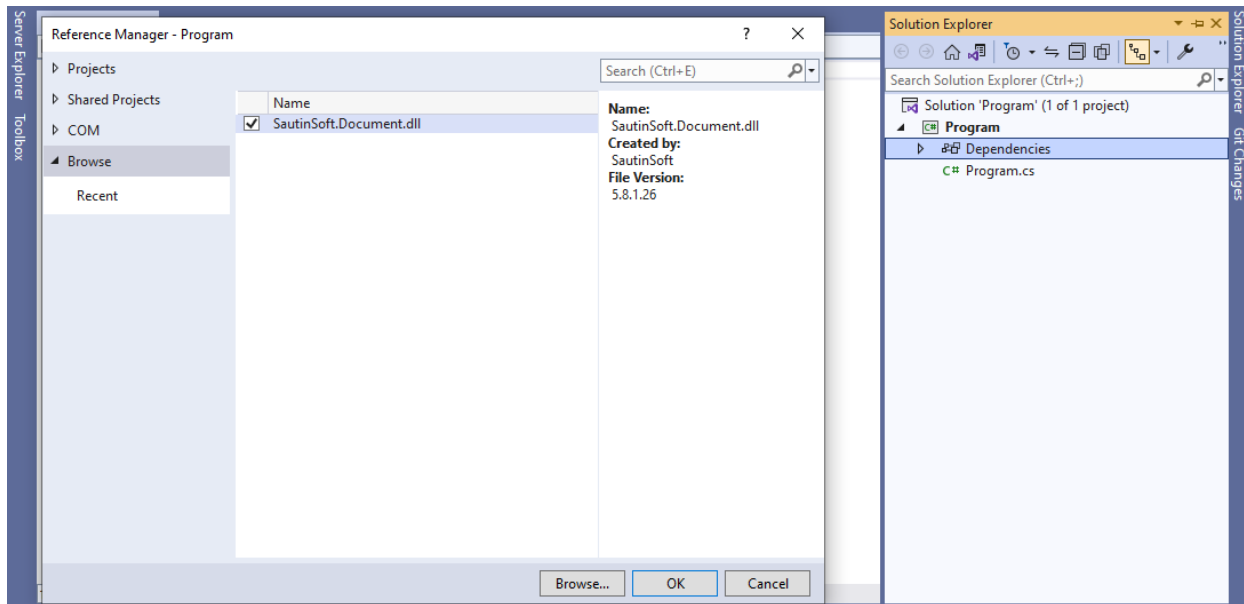 Server Explorer
Toolbox
Reference Manager - Program
?
Projects
Shared Projects
COM
Browse
Recent
Search (Ctrl+E)
Name
SautinSoft.Document.dll
Name:
SautinSoft.Document.dll
Created by:
SautinSoft
File Version:
5.8.1.26
Browse...
OK
Cancel
Solution Explorer
Search Solution Explorer (Ctrl+;)
Solution 'Program' (1 of 1 project)
C# Program
Dependencies
C# Program.cs
Solution Explorer
Git Changes